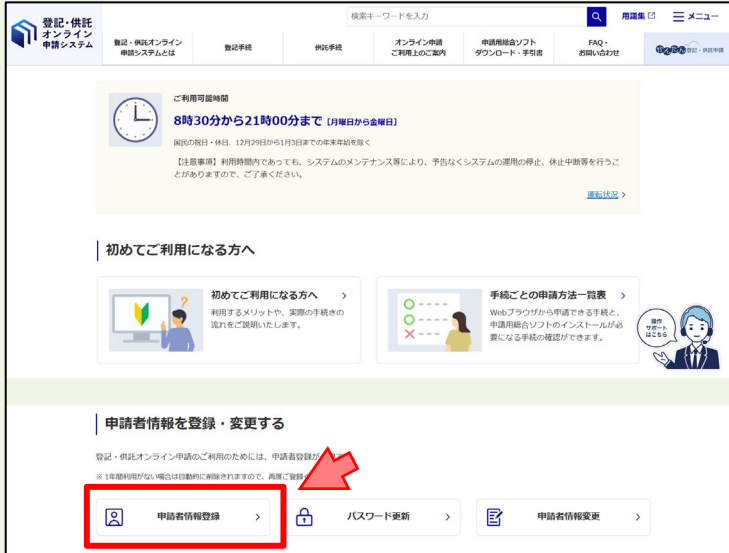 登記・供託
オンライン
申請システム
検索キーワードを入力
用語集
メニュー
登記・供託オンライン
申請システムとは
登記手続
供託手続
オンライン申請
ご利用上のご案内
申請用総合ソフト
ダウンロード・手引書
FAQ・
お問い合わせ
かんたん登記・供託申請
ご利用可能時間
8時30分から21時00分まで [月曜日から金曜日]
国民の祝日・休日、12月29日から1月3日までの年末年始を除く
【注意事項】利用時間内であっても、システムのメンテナンス等により、予告なくシステムの運用の停止、休止中断等を行うこ
とがありますので、ご了承ください。
運転状況
初めてご利用になる方へ
初めてご利用になる方へ
利用するメリットや、実際の手続きの
流れをご説明いたします。
手続ごとの申請方法一覧表
Webブラウザから申請できる手続と、
申請用総合ソフトのインストールが必
要になる手続の確認ができます。
操作
サポート
はこちら
申請者情報を登録・変更する
登記・供託オンライン申請のご利用のためには、申請者登録が
※ 1年間利用がない場合は自動的に削除されますので、再度ご登録
申請者情報登録
パスワード更新
申請者情報変更